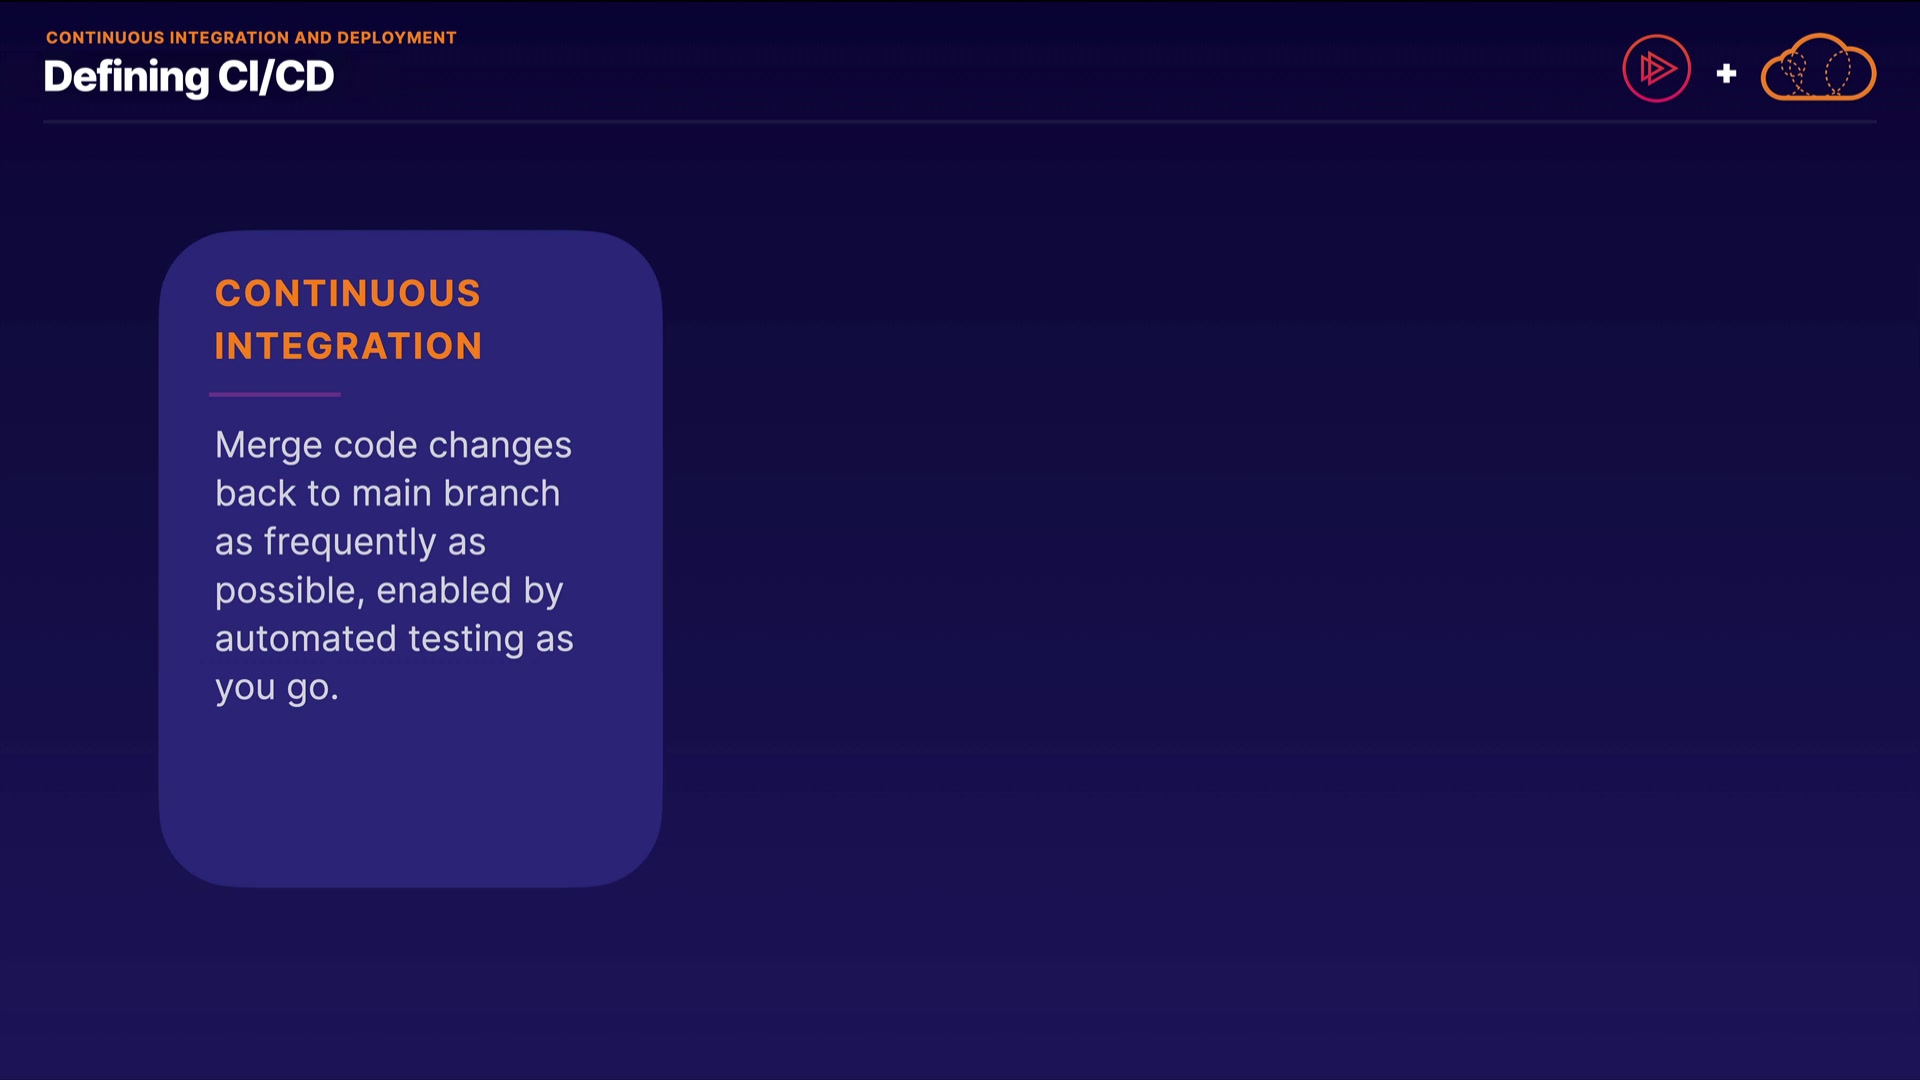 CONTINUOUS INTEGRATION AND DEPLOYMENT
Defining CI/CD
+
CONTINUOUS
INTEGRATION
Merge code changes
back to main branch
as frequently as
possible, enabled by
automated testing as
you go.